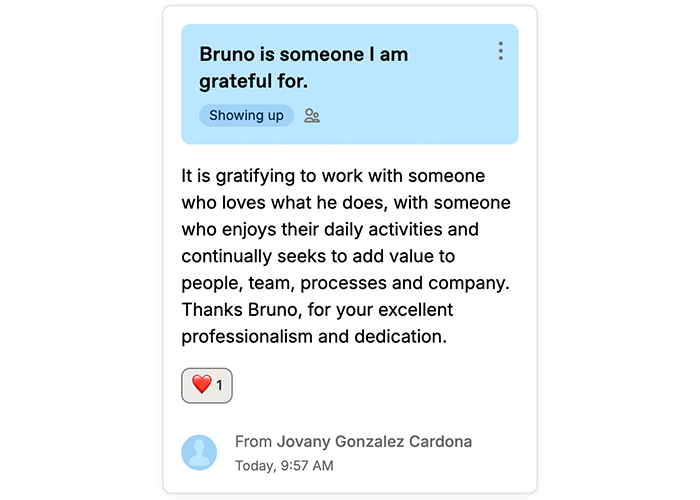 Bruno is someone I am
grateful for.
Showing up
It is gratifying to work with someone
who loves what he does, with someone
who enjoys their daily activities and
continually seeks to add value to
people, team, processes and company.
Thanks Bruno, for your excellent
professionalism and dedication.
❤️ 1
From Jovany Gonzalez Cardona
Today, 9:57 AM